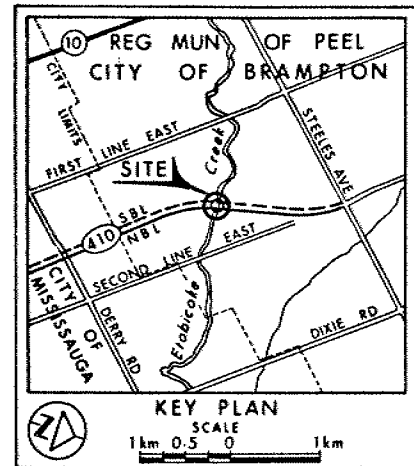 10 REG MUN OF PEEL
CITY OF BRAMPTON
CITY LIMITS
STEELES AVE
FIRST LINE EAST
Creek
SITE
410 SBL
NBL
SECOND LINE EAST
CITY OF MISSISSAUGA
DERRY RD
Etobicoke
DIXIE RD
N
KEY PLAN
SCALE
1km 0·5 0 1km